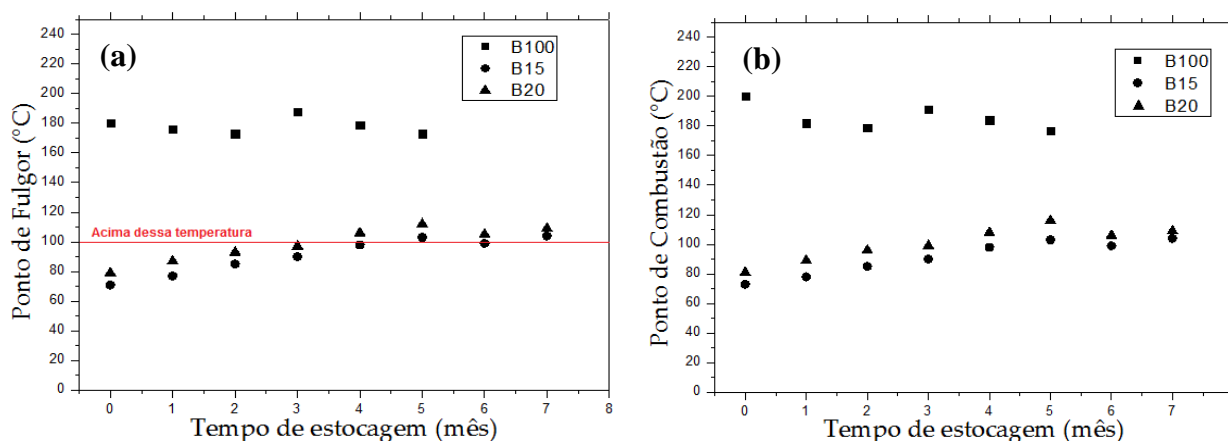 (a)
B100
B15
B20
Ponto de Fulgor (°C)
240
220
200
180
160
140
120
100
80
60
40
20
0
Acima dessa temperatura
0 1 2 3 4 5 6 7 8
Tempo de estocagem (mês)
(b)
B100
B15
B20
Ponto de Combustão (°C)
240
220
200
180
160
140
120
100
80
60
40
20
0
0 1 2 3 4 5 6 7
Tempo de estocagem (mês)